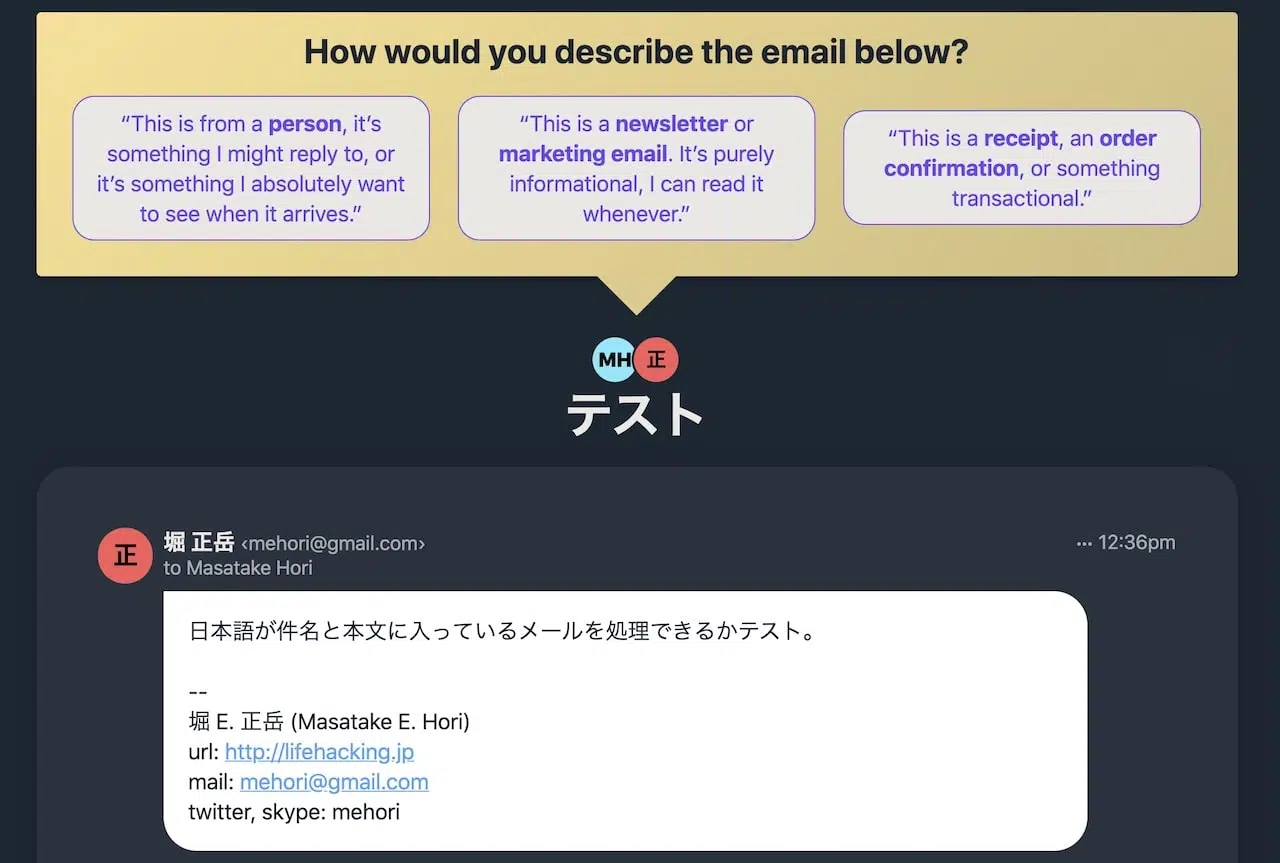 How would you describe the email below?
“This is from a person, it’s
something I might reply to, or
it’s something I absolutely want
to see when it arrives.”
“This is a newsletter or
marketing email. It’s purely
informational, I can read it
whenever.”
“This is a receipt, an order
confirmation, or something
transactional.”
MH 正
テスト
正
堀 正岳 <mehori@gmail.com>
to Masatake Hori
··· 12:36pm
日本語が件名と本文に入っているメールを処理できるかテスト。
--
堀 E. 正岳 (Masatake E. Hori)
url: http://lifehacking.jp
mail: mehori@gmail.com
twitter, skype: mehori